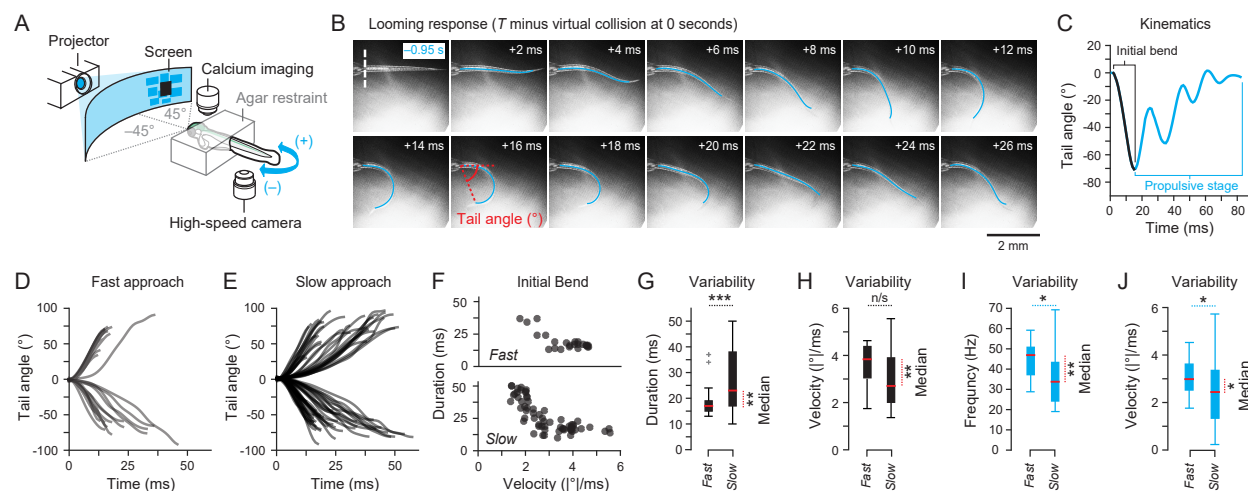 A
Projector
Screen
Calcium imaging
Agar restraint
45°
–45°
(+)
(–)
High-speed camera
B
Looming response (T minus virtual collision at 0 seconds)
–0.95 s
+2 ms
+4 ms
+6 ms
+8 ms
+10 ms
+12 ms
+14 ms
+16 ms
+18 ms
+20 ms
+22 ms
+24 ms
+26 ms
Tail angle (°)
2 mm
C
Kinematics
Initial bend
Tail angle (°)
0
-20
-40
-60
-80
Propulsive stage
0 20 40 60 80
Time (ms)
D
Fast approach
Tail angle (°)
100
50
0
-50
-100
0 25 50
Time (ms)
E
Slow approach
Tail angle (°)
100
50
0
-50
-100
0 25 50
Time (ms)
F
Initial Bend
Duration (ms)
50
25
0
Fast
50
25
0
Slow
0 2 4 6
Velocity (|°|/ms)
G
Variability
***
Duration (ms)
50
40
30
20
10
0
++
**
Median
Fast
Slow
H
Variability
n/s
Velocity (|°|/ms)
6
4
2
0
**
Median
Fast
Slow
I
Variability
*
Frequncy (Hz)
70
60
50
40
30
20
10
**
Median
Fast
Slow
J
Variability
*
Velocity (|°|/ms)
6
4
2
0
*
Median
Fast
Slow